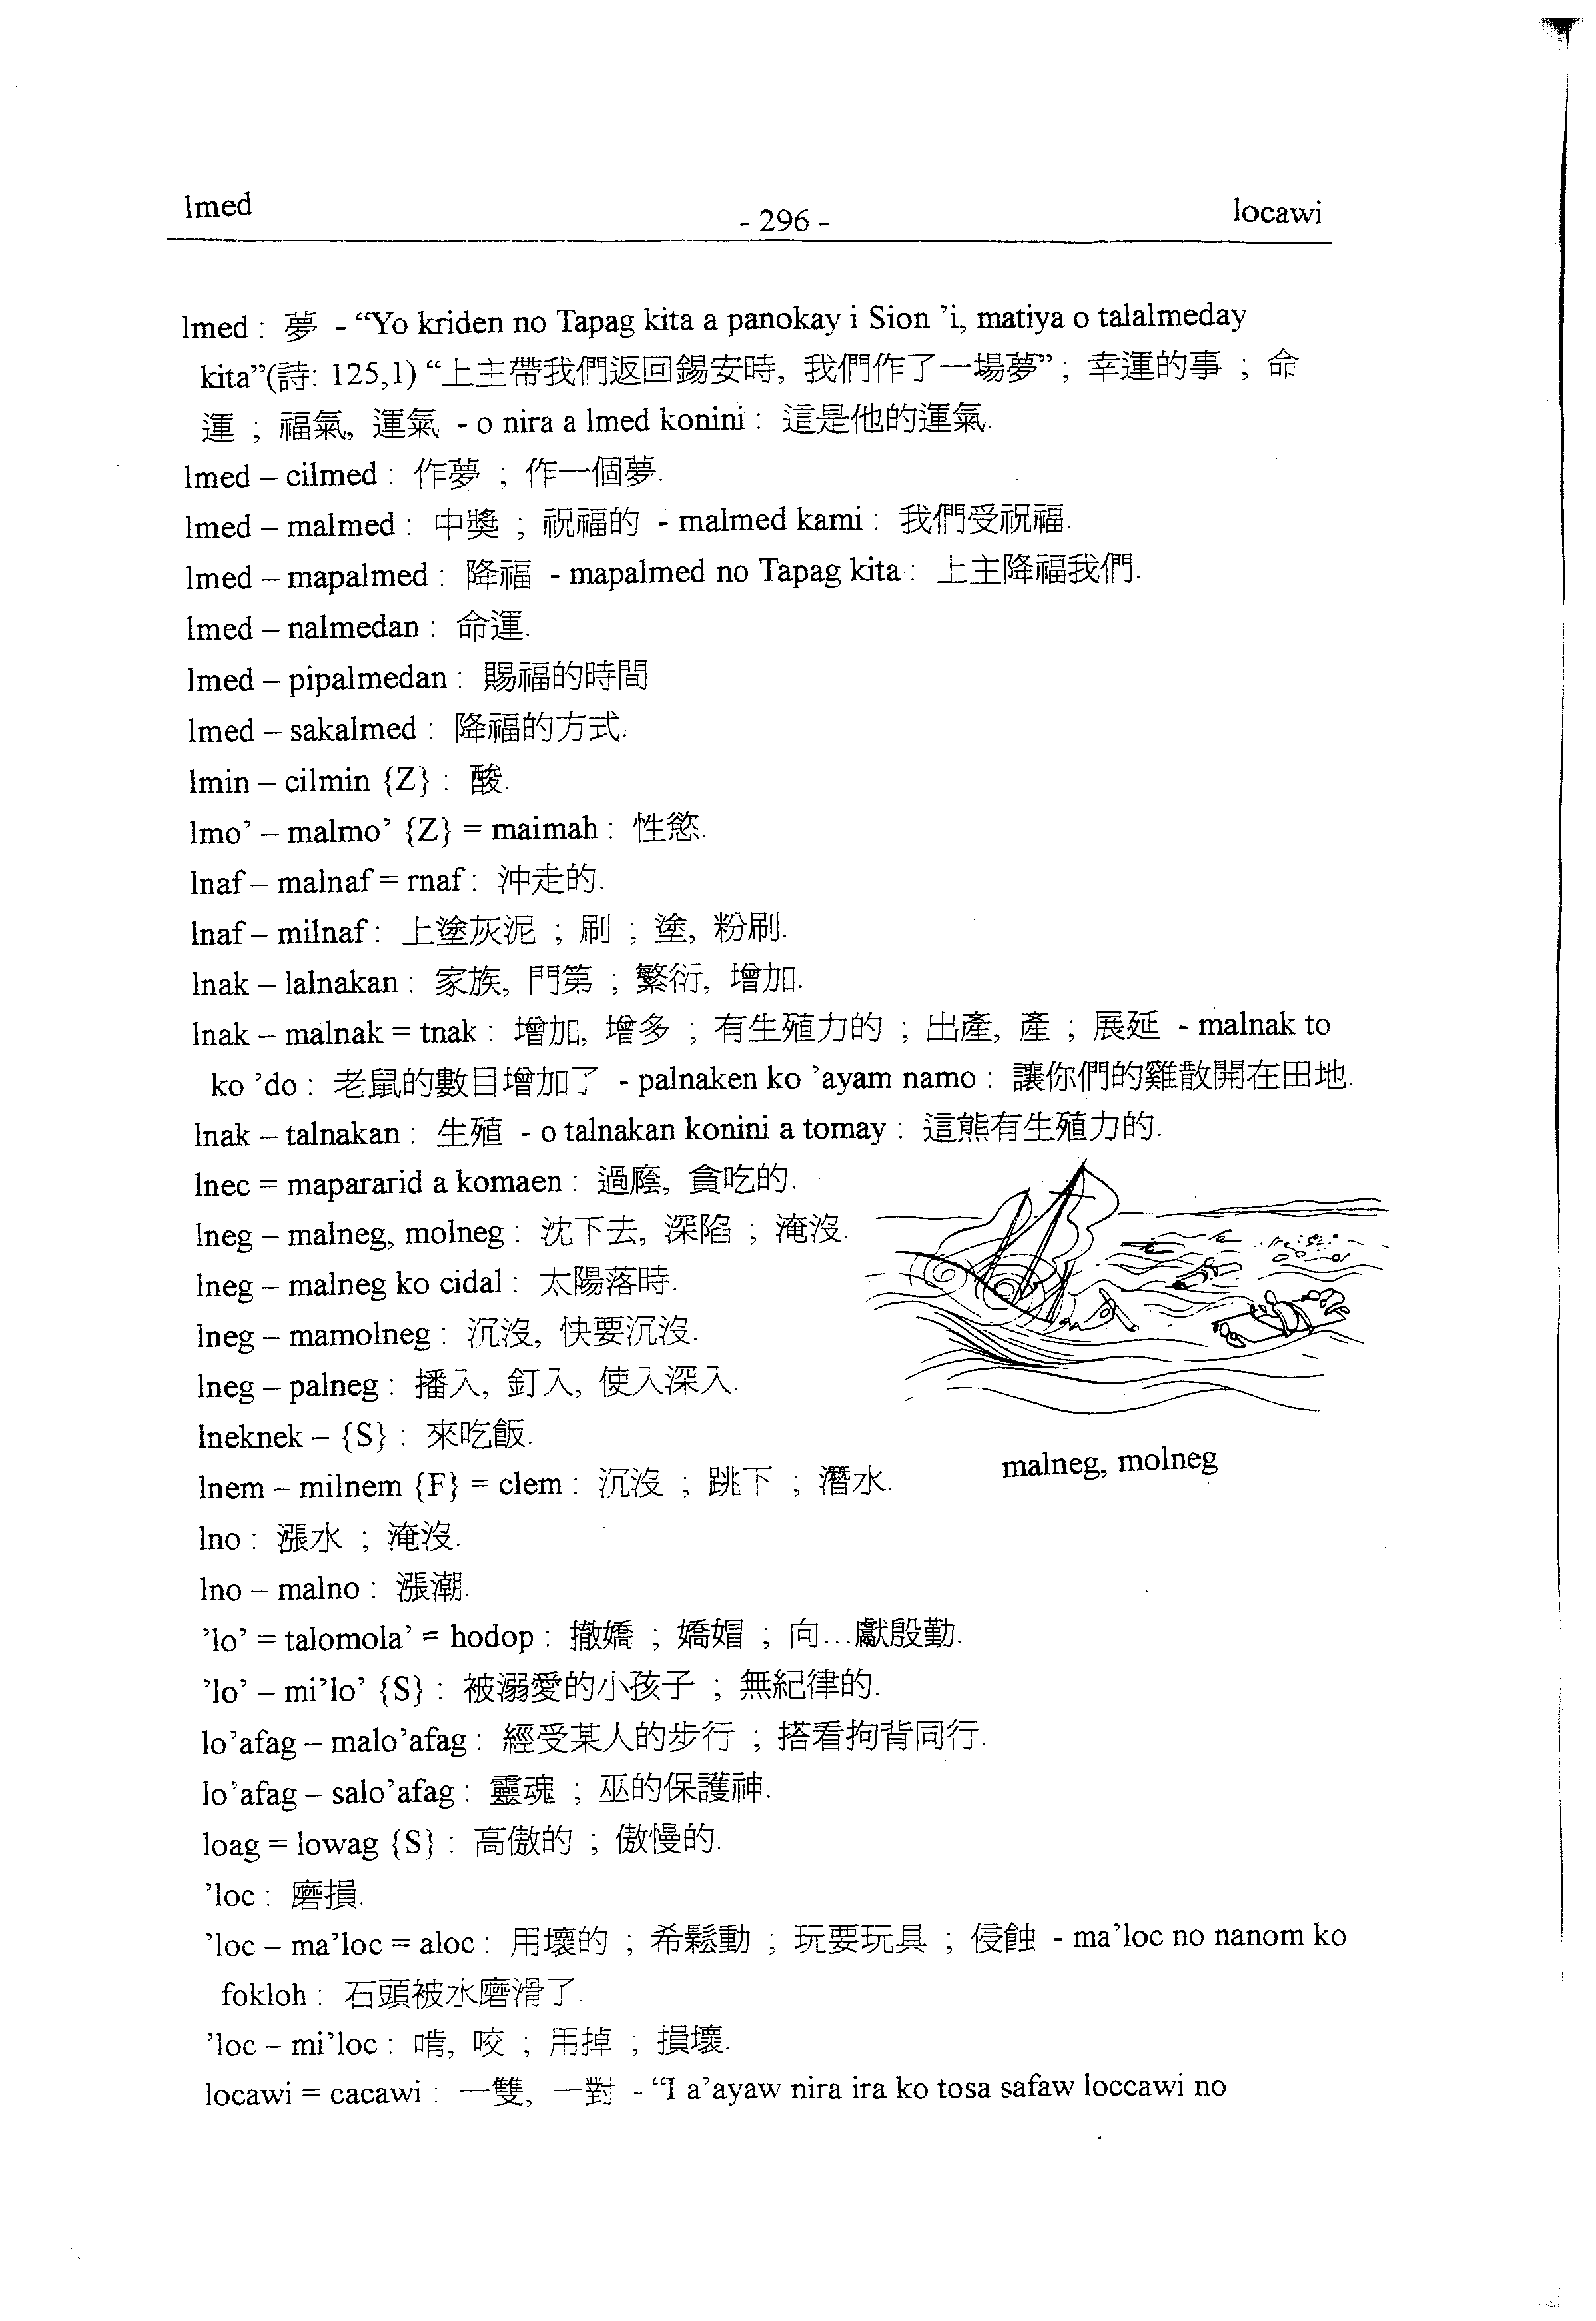 lmed
- 296 -
locawi
lmed : 夢 - “Yo kriden no Tapag kita a panokay i Sion ’i, matiya o talalmeday
kita”(詩: 125,1) “上主帶我們返回錫安時, 我們作了一場夢” ; 幸運的事 ; 命
運 ; 福氣, 運氣 - o nira a lmed konini : 這是他的運氣.
lmed – cilmed : 作夢 ; 作一個夢.
lmed – malmed : 中獎 ; 祝福的 - malmed kami : 我們受祝福.
lmed – mapalmed : 降福 - mapalmed no Tapag kita : 上主降福我們.
lmed – nalmedan : 命運.
lmed – pipalmedan : 賜福的時間
lmed – sakalmed : 降福的方式.
lmin – cilmin {Z} : 酸.
lmo’ – malmo’ {Z} = maimah : 性慾.
lnaf – malnaf = rnaf : 沖走的.
lnaf – milnaf : 上塗灰泥 ; 刷 ; 塗, 粉刷.
lnak – lalnakan : 家族, 門第 ; 繁衍, 增加.
lnak – malnak = tnak : 增加, 增多 ; 有生殖力的 ; 出產, 產 ; 展延 - malnak to
ko ’do : 老鼠的數目增加了 - palnaken ko ’ayam namo : 讓你們的雞散開在田地.
lnak – talnakan : 生殖 - o talnakan konini a tomay : 這熊有生殖力的.
lnec = mapararid a komaen : 過廕, 貪吃的.
lneg – malneg, molneg : 沈下去, 深陷 ; 淹沒.
lneg – malneg ko cidal : 太陽落時.
lneg – mamolneg : 沉沒, 快要沉沒.
lneg – palneg : 播入, 釘入, 使入深入.
lneknek – {S} : 來吃飯.
malneg, molneg
lnem – milnem {F} = clem : 沉沒 ; 跳下 ; 潛水.
lno : 漲水 ; 淹沒.
lno – malno : 漲潮.
’lo’ = talomola’ = hodop : 撤嬌 ; 嬌媚 ; 向…獻殷勤.
’lo’ – mi’lo’ {S} : 被溺愛的小孩子 ; 無紀律的.
lo’afag – malo’afag : 經受某人的步行 ; 搭看拘背同行.
lo’afag – salo’afag : 靈魂 ; 巫的保護神.
loag = lowag {S} : 高傲的 ; 傲慢的.
’loc : 磨損.
’loc – ma’loc = aloc : 用壞的 ; 希鬆動 ; 玩要玩具 ; 侵蝕 - ma’loc no nanom ko
fokloh : 石頭被水磨滑了.
’loc – mi’loc : 啃, 咬 ; 用掉 ; 損壞.
locawi = cacawi : 一雙, 一對 - “I a’ayaw nira ira ko tosa safaw loccawi no